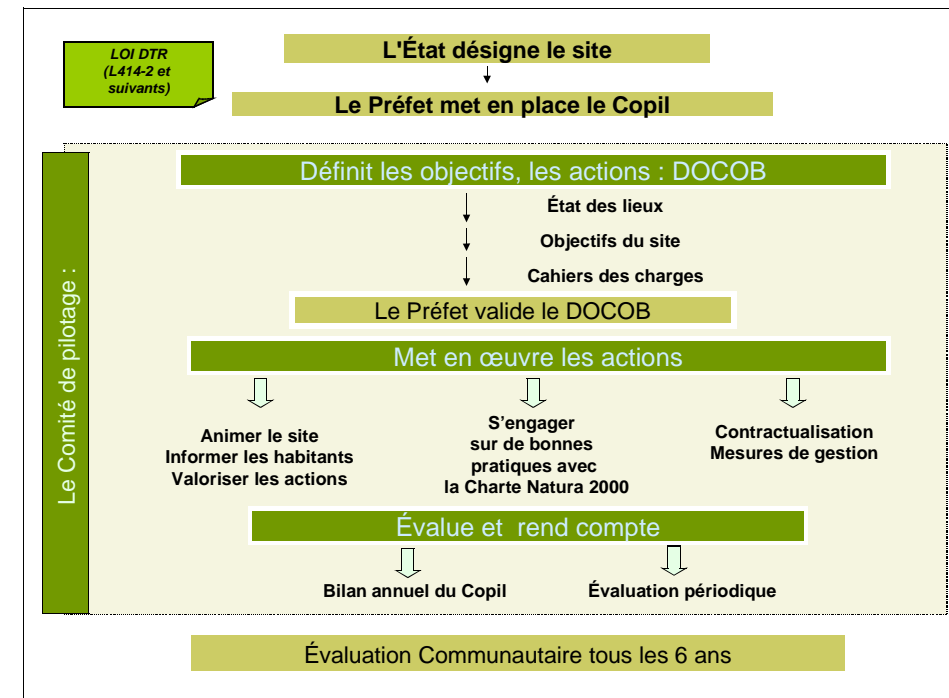 LOI DTR
(L414-2 et
suivants)
L'État désigne le site
Le Préfet met en place le Copil
Le Comité de pilotage :
Définit les objectifs, les actions : DOCOB
État des lieux
Objectifs du site
Cahiers des charges
Le Préfet valide le DOCOB
Met en œuvre les actions
Animer le site
Informer les habitants
Valoriser les actions
S’engager
sur de bonnes
pratiques avec
la Charte Natura 2000
Contractualisation
Mesures de gestion
Évalue et rend compte
Bilan annuel du Copil
Évaluation périodique
Évaluation Communautaire tous les 6 ans